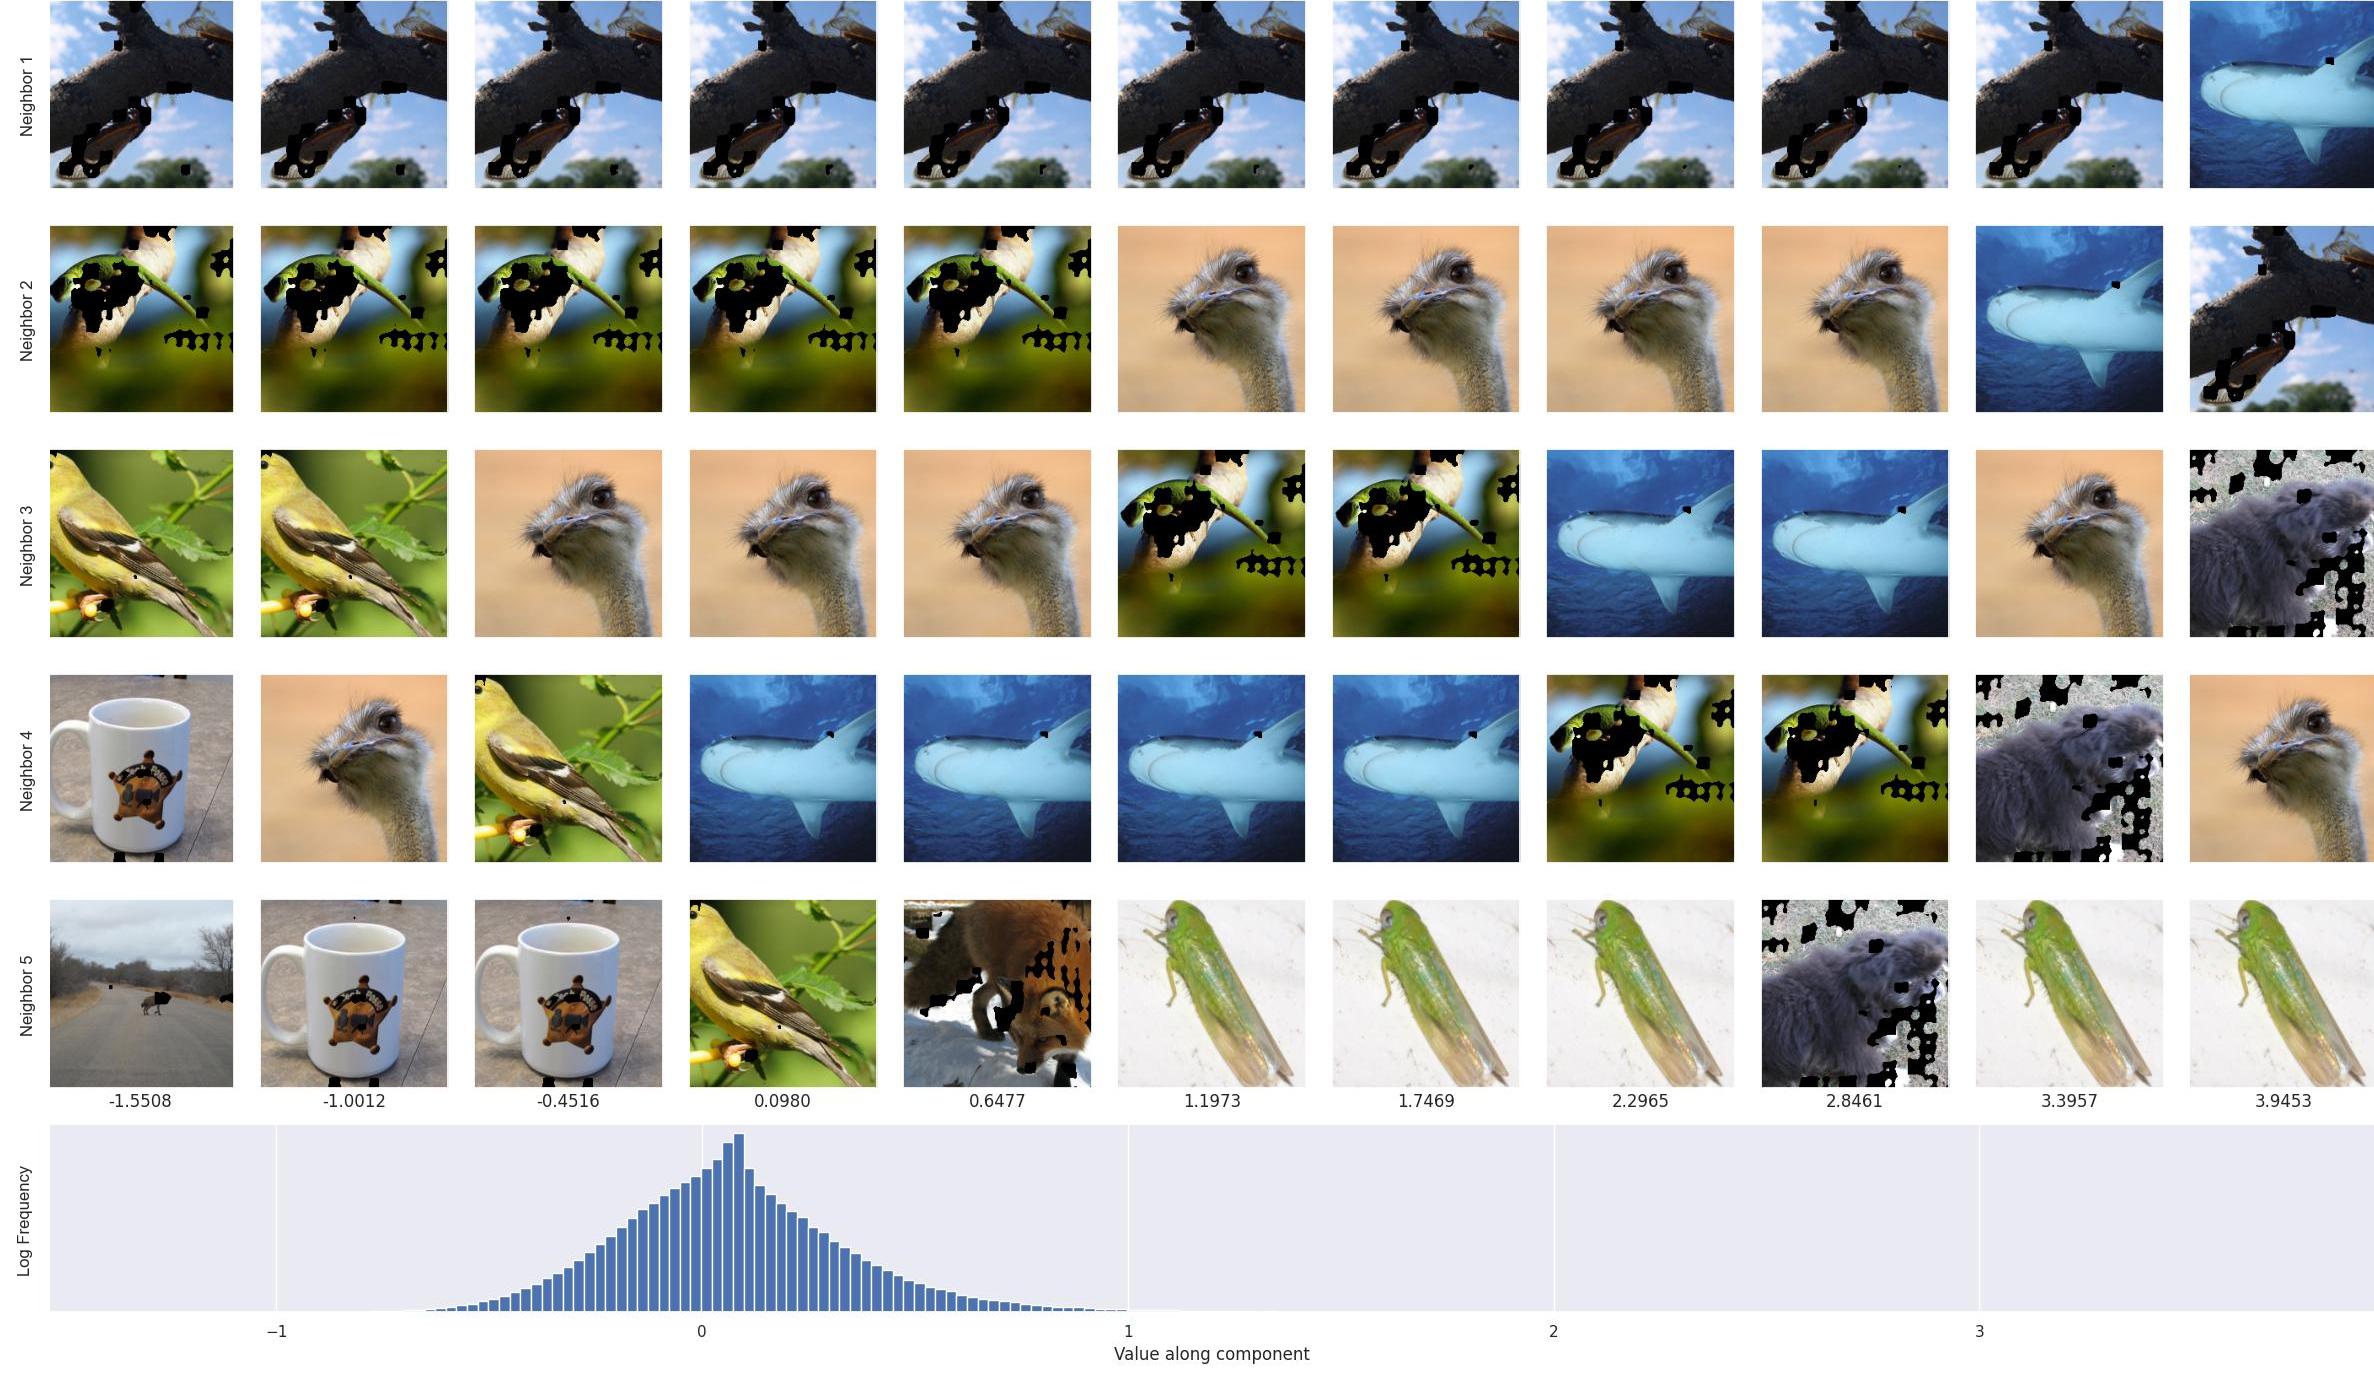 Neighbor 1
Neighbor 2
Neighbor 3
Neighbor 4
Neighbor 5
-1.5508
-1.0012
-0.4516
0.0980
0.6477
1.1973
1.7469
2.2965
2.8461
3.3957
3.9453
Log Frequency
−1
0
1
2
3
Value along component